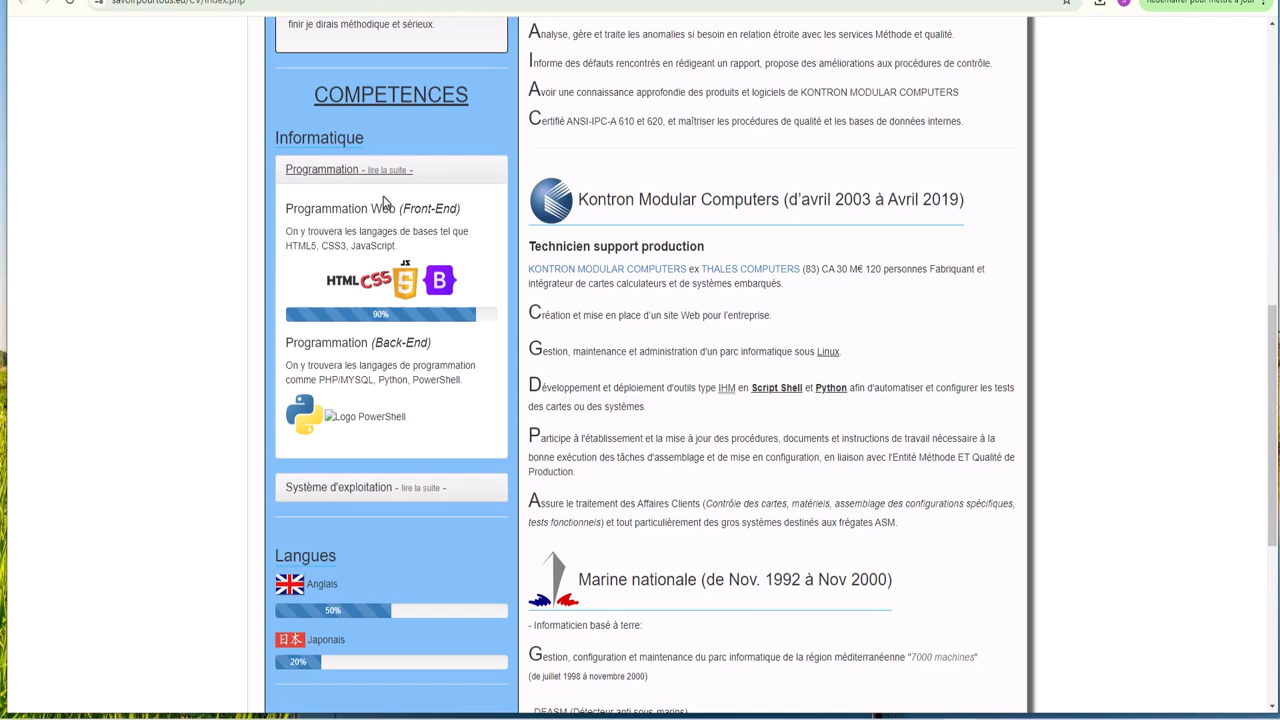 savoirpourtous.eu/CV/index.php
Redémarrer pour mettre à jour
finir je dirais méthodique et sérieux.
COMPETENCES
Informatique
Programmation - lire la suite -
Programmation Web (Front-End)
On y trouvera les langages de bases tel que
HTML5, CSS3, JavaScript.
HTML CSS JS 5 B
90%
Programmation (Back-End)
On y trouvera les langages de programmation
comme PHP/MYSQL, Python, PowerShell.
Logo PowerShell
Système d'exploitation - lire la suite -
Langues
Anglais
50%
日本 Japonais
20%
Analyse, gère et traite les anomalies si besoin en relation étroite avec les services Méthode et qualité.
Informe des défauts rencontrés en rédigeant un rapport, propose des améliorations aux procédures de contrôle.
Avoir une connaissance approfondie des produits et logiciels de KONTRON MODULAR COMPUTERS
Certifié ANSI-IPC-A 610 et 620, et maîtriser les procédures de qualité et les bases de données internes.
Kontron Modular Computers (d'avril 2003 à Avril 2019)
Technicien support production
KONTRON MODULAR COMPUTERS ex THALES COMPUTERS (83) CA 30 M€ 120 personnes Fabriquant et
intégrateur de cartes calculateurs et de systèmes embarqués.
Création et mise en place d'un site Web pour l'entreprise.
Gestion, maintenance et administration d'un parc informatique sous Linux.
Développement et déploiement d'outils type IHM en Script Shell et Python afin d'automatiser et configurer les tests
des cartes ou des systèmes.
Participe à l'établissement et la mise à jour des procédures, documents et instructions de travail nécessaire à la
bonne exécution des tâches d'assemblage et de mise en configuration, en liaison avec l'Entité Méthode ET Qualité de
Production.
Assure le traitement des Affaires Clients (Contrôle des cartes, matériels, assemblage des configurations spécifiques,
tests fonctionnels) et tout particulièrement des gros systèmes destinés aux frégates ASM.
Marine nationale (de Nov. 1992 à Nov 2000)
- Informaticien basé à terre:
Gestion, configuration et maintenance du parc informatique de la région méditerranéenne "7000 machines"
(de juillet 1998 à novembre 2000)
- DEASM (Détecteur anti sous-marins)